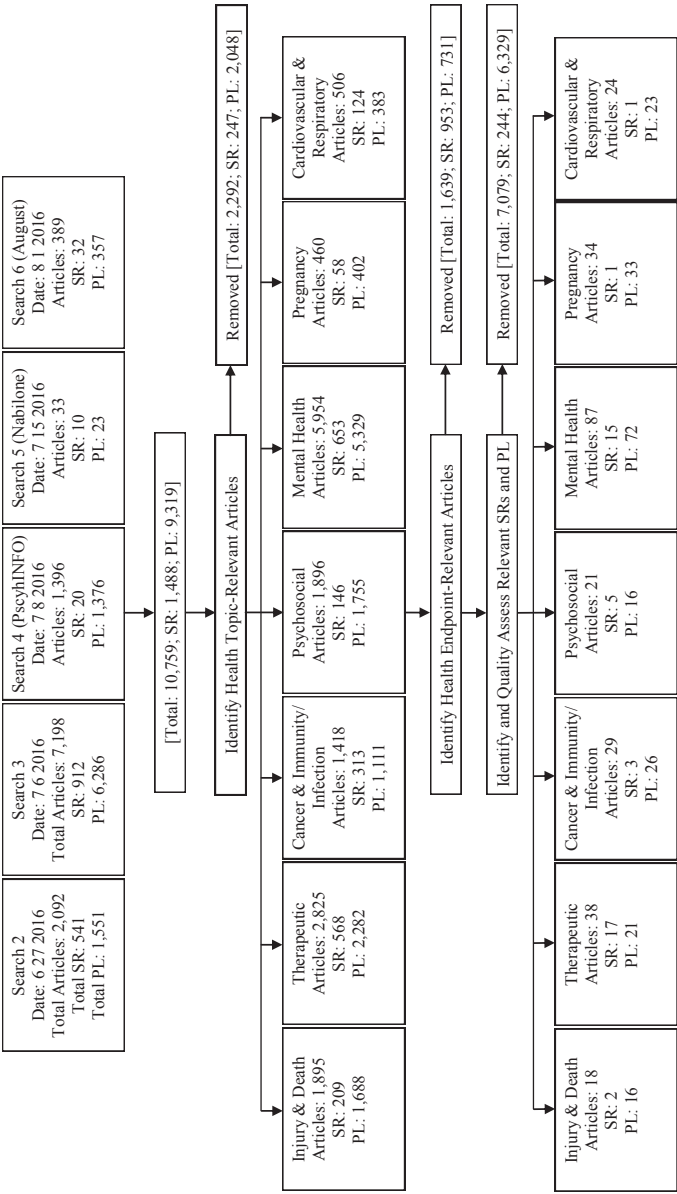 Search 2
Date: 6 27 2016
Total Articles: 2,092
Total SR: 541
Total PL: 1,551
Search 3
Date: 7 6 2016
Total Articles: 7,198
SR: 912
PL: 6,286
Search 4 (PscyhINFO)
Date: 7 8 2016
Articles: 1,396
SR: 20
PL: 1,376
Search 5 (Nabilone)
Date: 7 15 2016
Articles: 33
SR: 10
PL: 23
Search 6 (August)
Date: 8 1 2016
Articles: 389
SR: 32
PL: 357
[Total: 10,759; SR: 1,488; PL: 9,319]
Identify Health Topic-Relevant Articles
Removed [Total: 2,292; SR: 247; PL: 2,048]
Injury & Death
Articles: 1,895
SR: 209
PL: 1,688
Therapeutic
Articles: 2,825
SR: 568
PL: 2,282
Cancer & Immunity/
Infection
Articles: 1,418
SR: 313
PL: 1,111
Psychosocial
Articles: 1,896
SR: 146
PL: 1,755
Mental Health
Articles: 5,954
SR: 653
PL: 5,329
Pregnancy
Articles: 460
SR: 58
PL: 402
Cardiovascular &
Respiratory
Articles: 506
SR: 124
PL: 383
Identify Health Endpoint-Relevant Articles
Removed [Total: 1,639; SR: 953; PL: 731]
Identify and Quality Assess Relevant SRs and PL
Removed [Total: 7,079; SR: 244; PL: 6,329]
Injury & Death
Articles: 18
SR: 2
PL: 16
Therapeutic
Articles: 38
SR: 17
PL: 21
Cancer & Immunity/
Infection
Articles: 29
SR: 3
PL: 26
Psychosocial
Articles: 21
SR: 5
PL: 16
Mental Health
Articles: 87
SR: 15
PL: 72
Pregnancy
Articles: 34
SR: 1
PL: 33
Cardiovascular &
Respiratory
Articles: 24
SR: 1
PL: 23